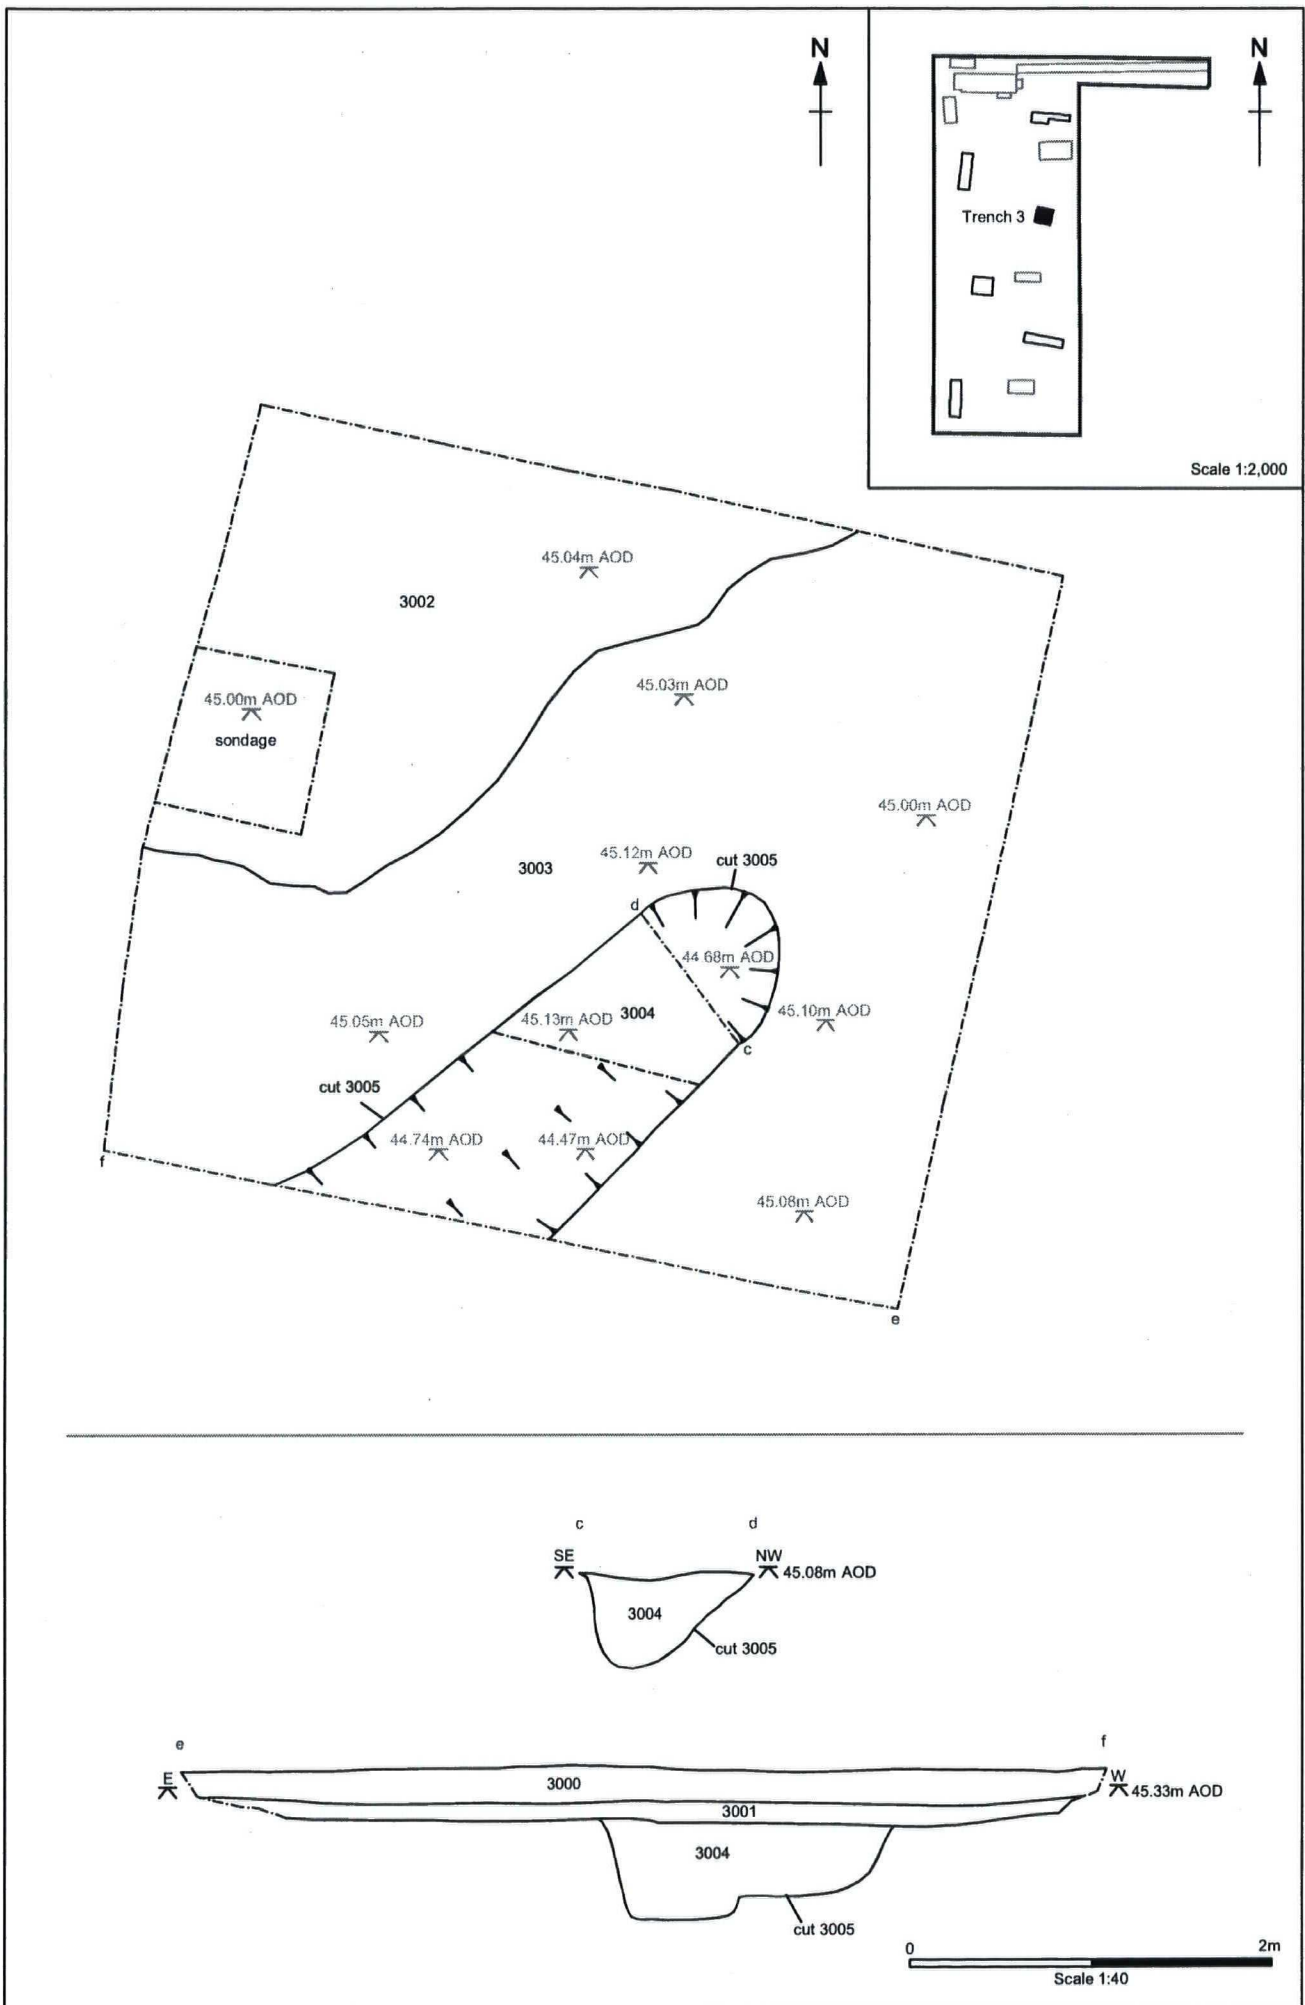 N
N
Trench 3
Scale 1:2,000
45.04m AOD
3002
45.03m AOD
45.00m AOD
sondage
45.00m AOD
45.12m AOD
cut 3005
3003
d
44.68m AOD
45.05m AOD
45.13m AOD
3004
45.10m AOD
c
cut 3005
44.74m AOD
44.47m AOD
f
45.08m AOD
e
c
d
SE
NW
45.08m AOD
3004
cut 3005
e
f
E
3000
W
45.33m AOD
3001
3004
cut 3005
0
2m
Scale 1:40